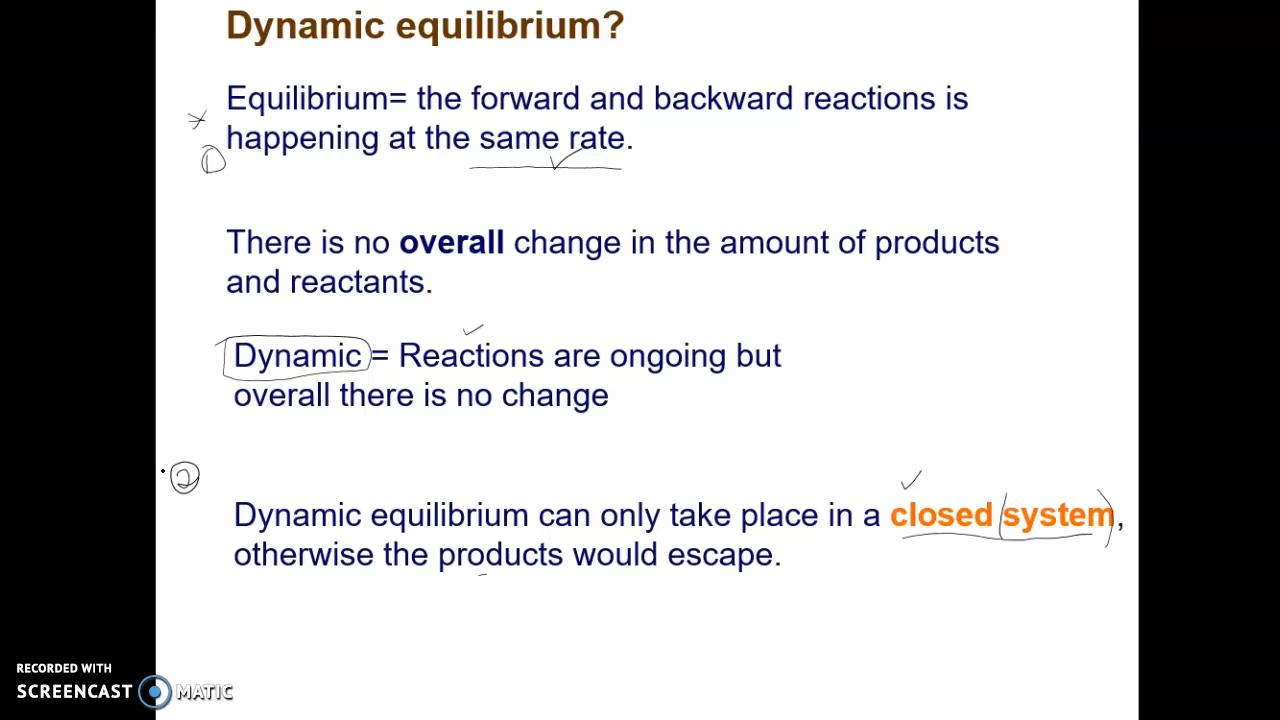 Dynamic equilibrium?
Equilibrium= the forward and backward reactions is
happening at the same rate.
1
There is no overall change in the amount of products
and reactants.
Dynamic = Reactions are ongoing but
overall there is no change
2
Dynamic equilibrium can only take place in a closed system,
otherwise the products would escape.
RECORDED WITH
SCREENCAST MATIC